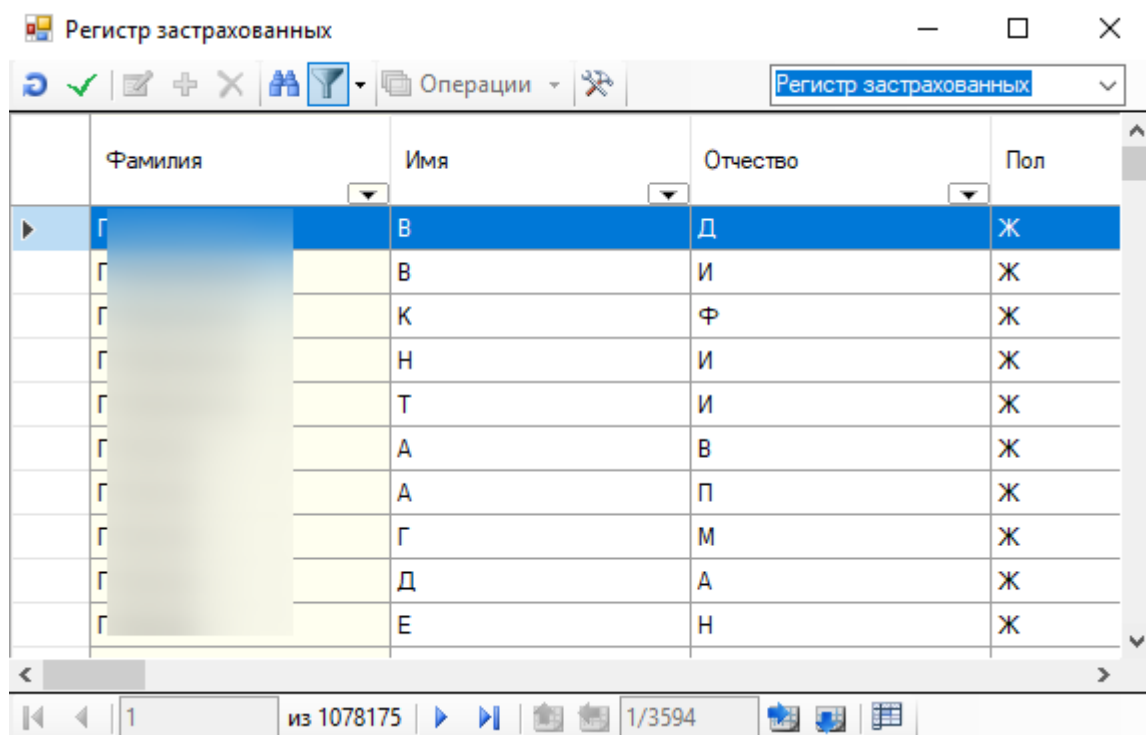 Регистр застрахованных
Операции Регистр застрахованных
Фамилия Имя Отчество Пол
Г В Д Ж
Г В И Ж
Г К Ф Ж
Г Н И Ж
Г Т И Ж
Г А В Ж
Г А П Ж
Г Г М Ж
Г Д А Ж
Г Е Н Ж
1 из 1078175 1/3594